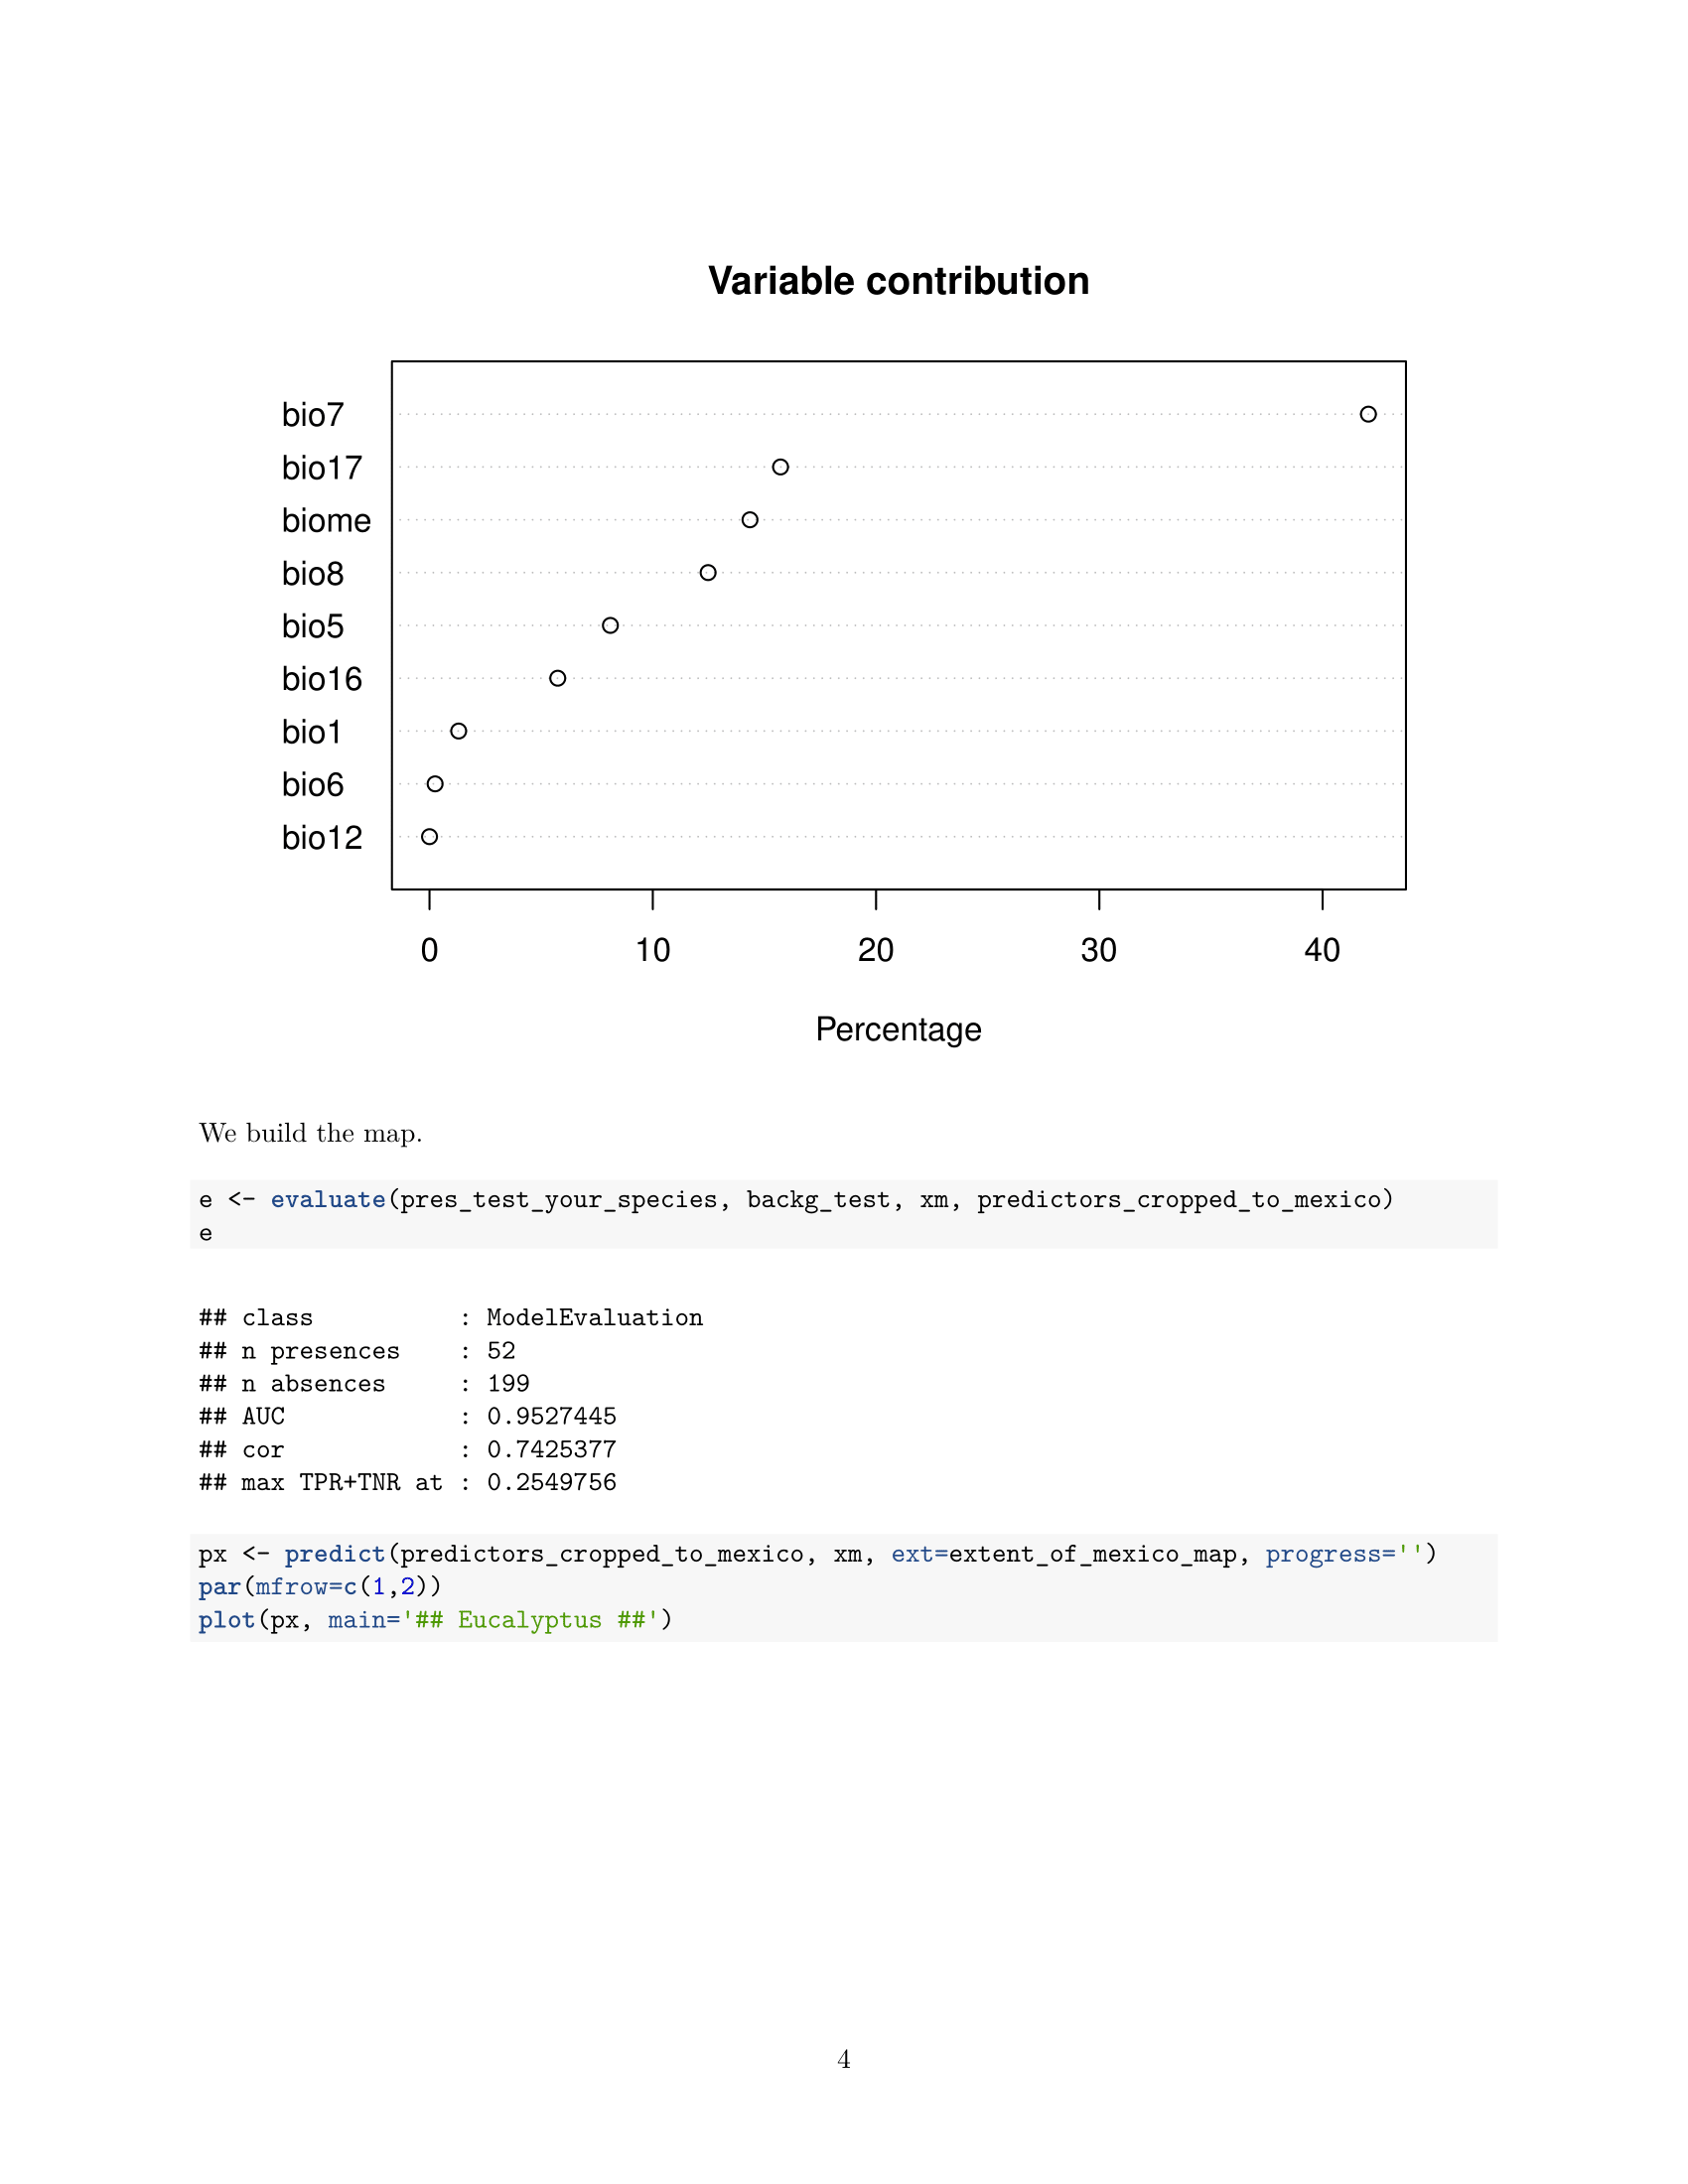 Variable contribution
bio7
bio17
biome
bio8
bio5
bio16
bio1
bio6
bio12
0 10 20 30 40
Percentage
We build the map.
e <- evaluate(pres_test_your_species, backg_test, xm, predictors_cropped_to_mexico)
e
## class          : ModelEvaluation
## n presences    : 52
## n absences     : 199
## AUC            : 0.9527445
## cor            : 0.7425377
## max TPR+TNR at : 0.2549756
px <- predict(predictors_cropped_to_mexico, xm, ext=extent_of_mexico_map, progress='')
par(mfrow=c(1,2))
plot(px, main='## Eucalyptus ##')
4